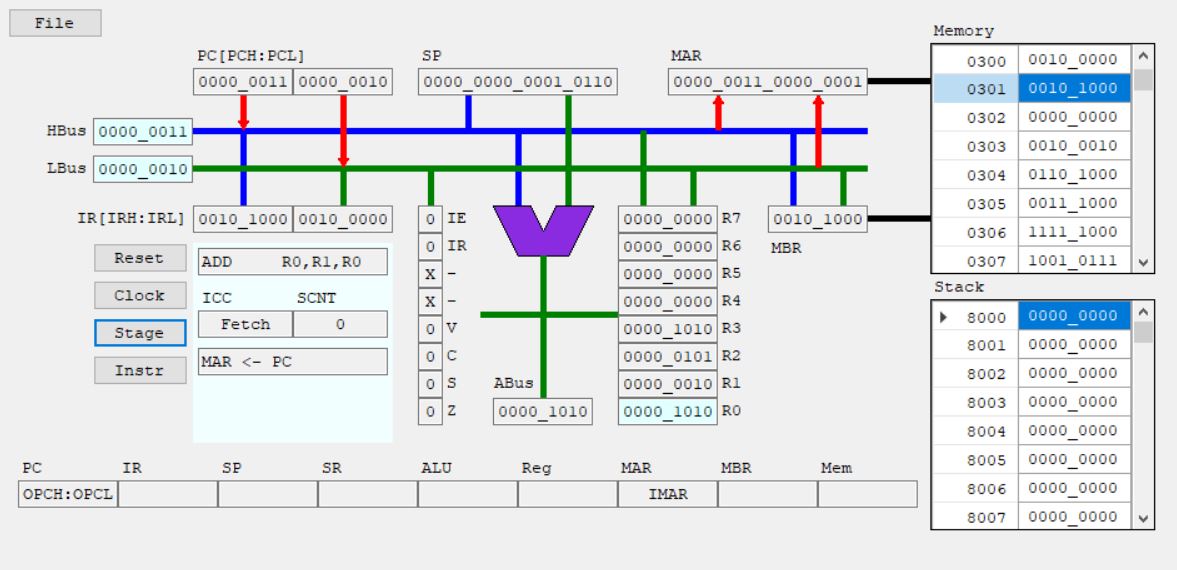 File
Memory
PC[PCH:PCL] SP MAR
0000_0011 0000_0010 0000_0000_0001_0110 0000_0011_0000_0001
0300 0010_0000
0301 0010_1000
0302 0000_0000
0303 0010_0010
0304 0110_1000
0305 0011_1000
0306 1111_1000
0307 1001_0111
HBus 0000_0011
LBus 0000_0010
IR[IRH:IRL] 0010_1000 0010_0000
0 IE
0 IR
X -
X -
0 V
0 C
0 S
0 Z
0000_0000 R7
0000_0000 R6
0000_0000 R5
0000_0000 R4
0000_1010 R3
0000_0101 R2
0000_0010 R1
0000_1010 R0
0010_1000
MBR
Reset
Clock
Stage
Instr
ADD R0,R1,R0
ICC SCNT
Fetch 0
MAR <- PC
ABus
0000_1010
Stack
8000 0000_0000
8001 0000_0000
8002 0000_0000
8003 0000_0000
8004 0000_0000
8005 0000_0000
8006 0000_0000
8007 0000_0000
PC IR SP SR ALU Reg MAR MBR Mem
OPCH:OPCL IMAR